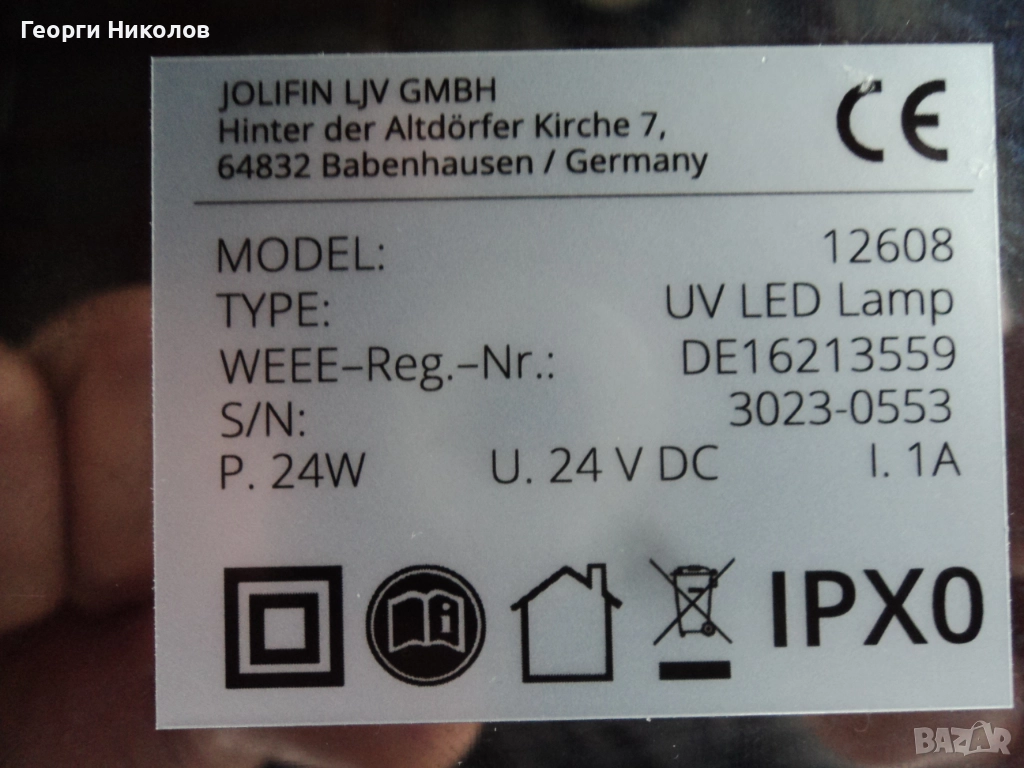 Георги Николов
JOLIFIN LJV GMBH
Hinter der Altdörfer Kirche 7,
64832 Babenhausen / Germany
CE
MODEL: 12608
TYPE: UV LED Lamp
WEEE–Reg.–Nr.: DE16213559
S/N: 3023-0553
P. 24W U. 24 V DC I. 1A
i
IPX0
BAZAR